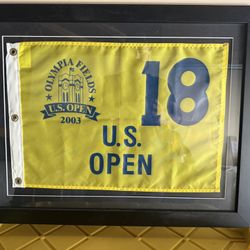 OLYMPIA FIELDS
U.S. OPEN
2003
18
U.S.
OPEN